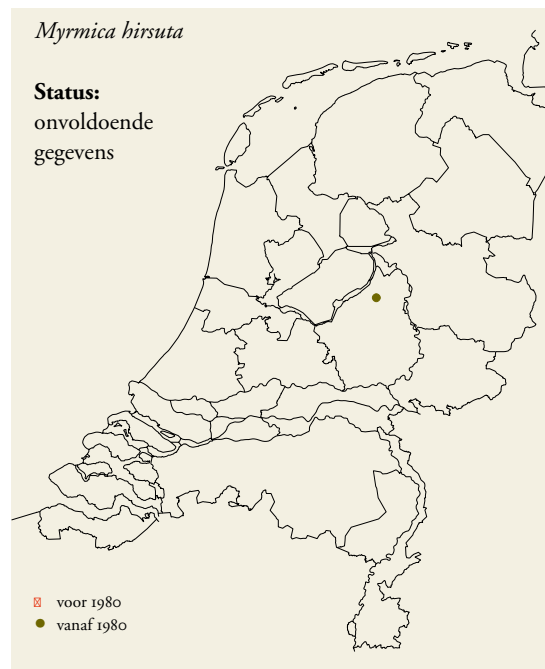 Myrmica hirsuta
Status:
onvoldoende
gegevens
voor 1980
vanaf 1980